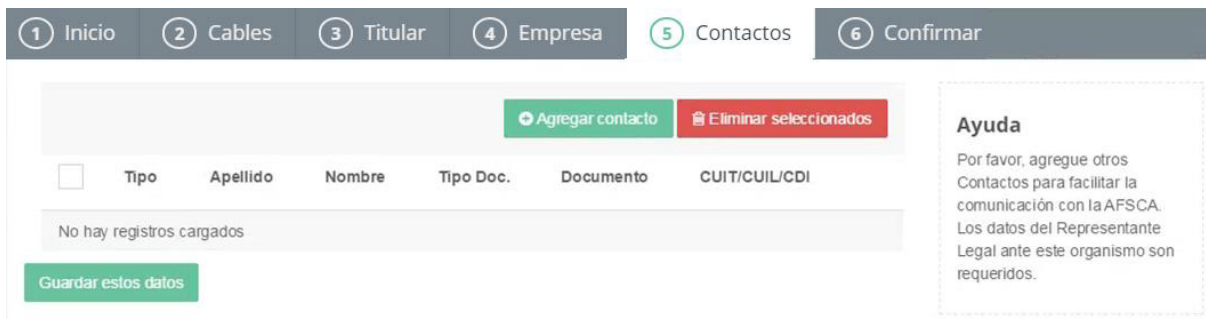 1 Inicio 2 Cables 3 Titular 4 Empresa 5 Contactos 6 Confirmar
Agregar contacto Eliminar seleccionados
Tipo Apellido Nombre Tipo Doc. Documento CUIT/CUIL/CDI
No hay registros cargados
Guardar estos datos
Ayuda
Por favor, agregue otros
Contactos para facilitar la
comunicación con la AFSCA.
Los datos del Representante
Legal ante este organismo son
requeridos.